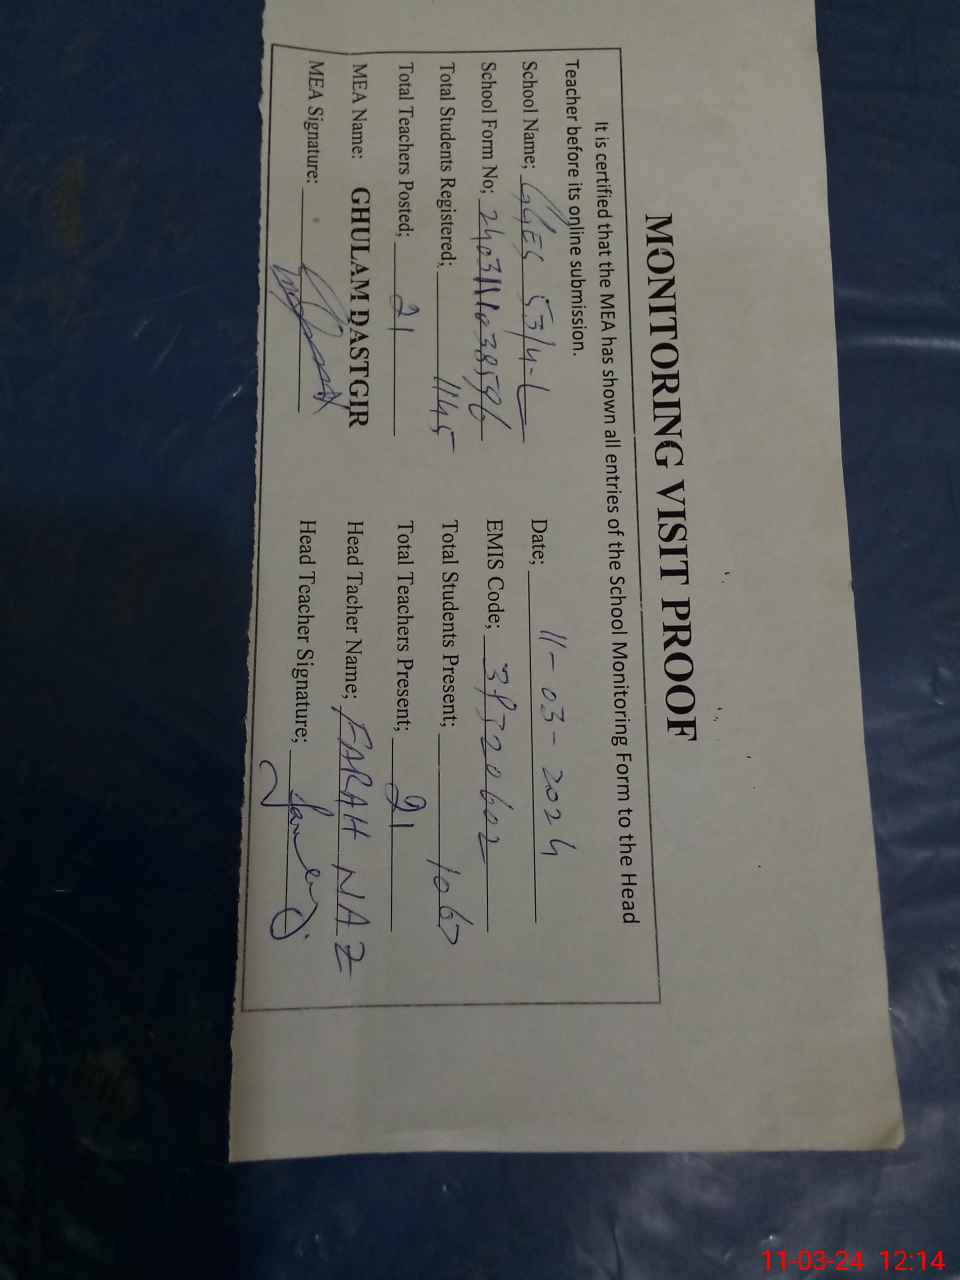 MONITORING VISIT PROOF
It is certified that the MEA has shown all entries of the School Monitoring Form to the Head
Teacher before its online submission.
School Name; GGES 53/4-L Date; 11-03-2024
School Form No; 2403111038596 EMIS Code; 39320602
Total Students Registered; 1145 Total Students Present; 1067
Total Teachers Posted; 21 Total Teachers Present; 21
MEA Name: GHULAM DASTGIR Head Tacher Name; FARAH NAZ
MEA Signature: Head Teacher Signature;
11-03-24 12:14